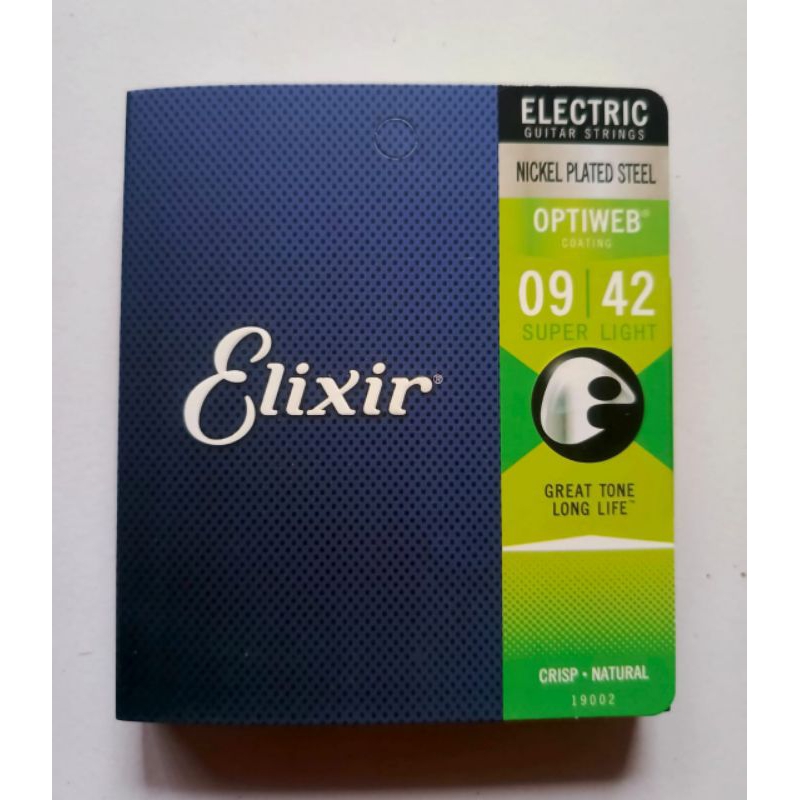 Elixir®
ELECTRIC
GUITAR STRINGS
NICKEL PLATED STEEL
OPTIWEB®
COATING
09 | 42
SUPER LIGHT
GREAT TONE
LONG LIFE™
CRISP • NATURAL
19002